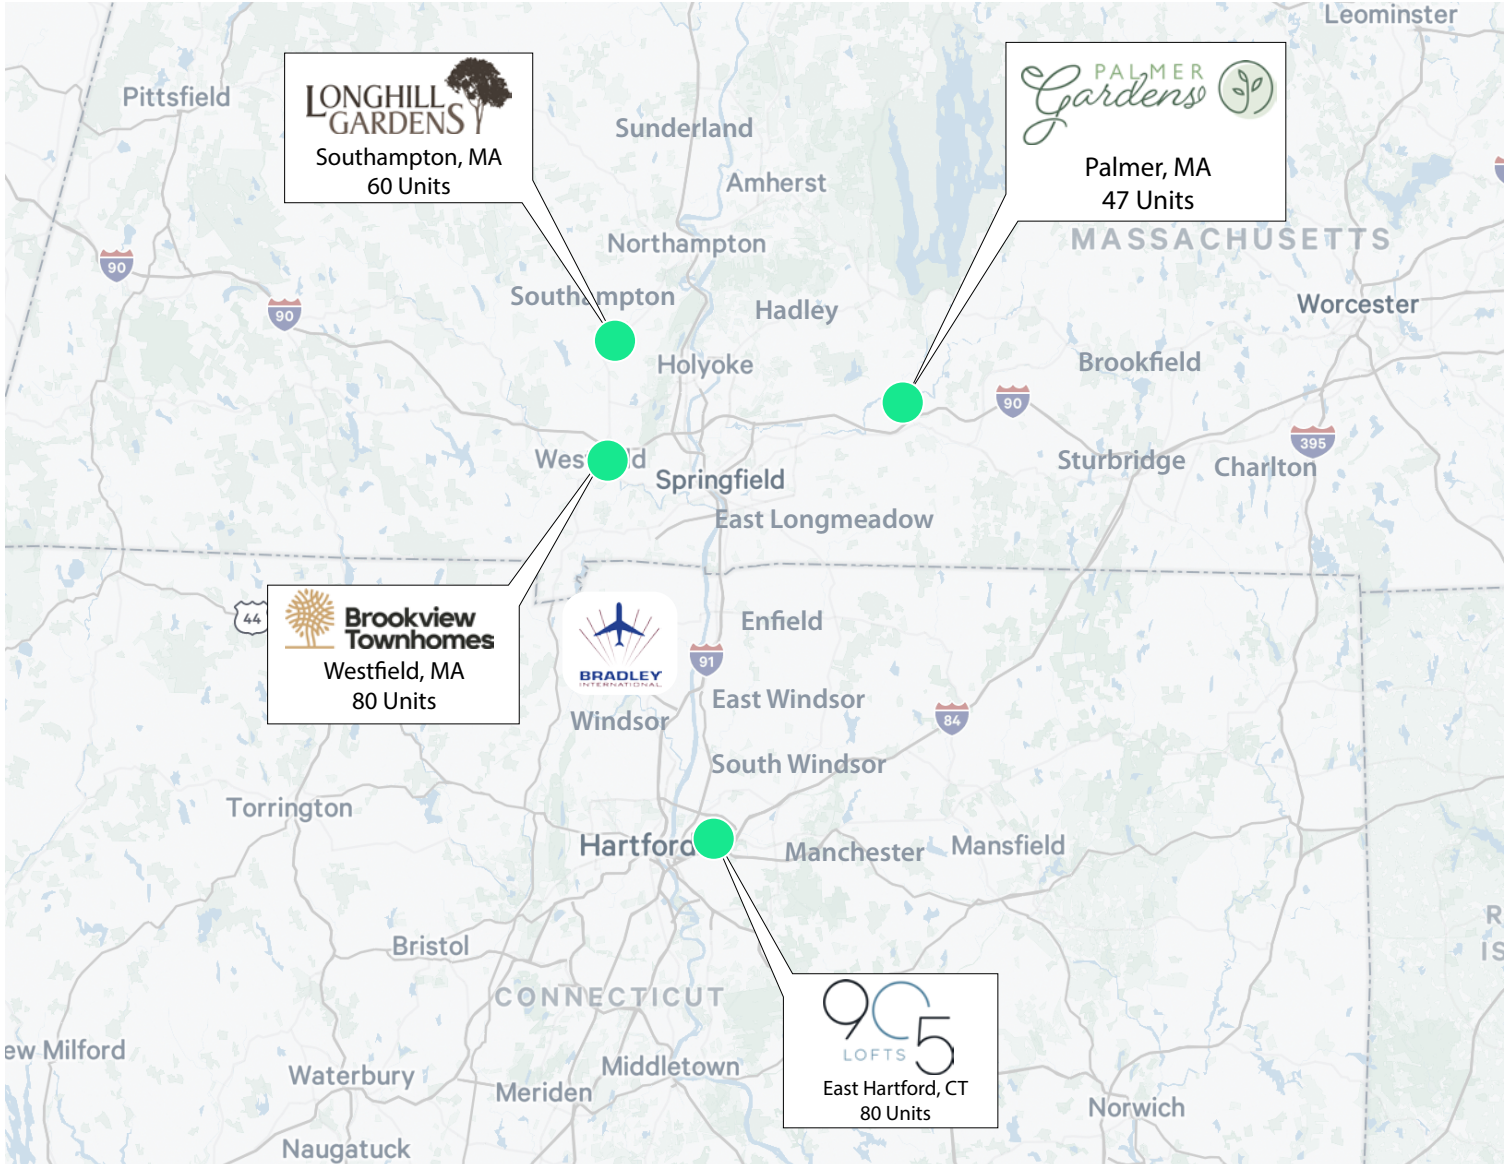 Leominster
Pittsfield
LONGHILL
GARDENS
Southampton, MA
60 Units
PALMER
Gardens
Palmer, MA
47 Units
Sunderland
Amherst
Northampton
MASSACHUSETTS
90
Southampton
90
Hadley
Worcester
Holyoke
Brookfield
90
395
Springfield
Sturbridge
Charlton
East Longmeadow
44
Brookview
Townhomes
Westfield, MA
80 Units
BRADLEY
INTERNATIONAL
Enfield
91
East Windsor
Windsor
84
South Windsor
Torrington
Hartford
Manchester
Mansfield
Bristol
CONNECTICUT
905
LOFTS
East Hartford, CT
80 Units
ew Milford
Waterbury
Middletown
Meriden
Norwich
Naugatuck